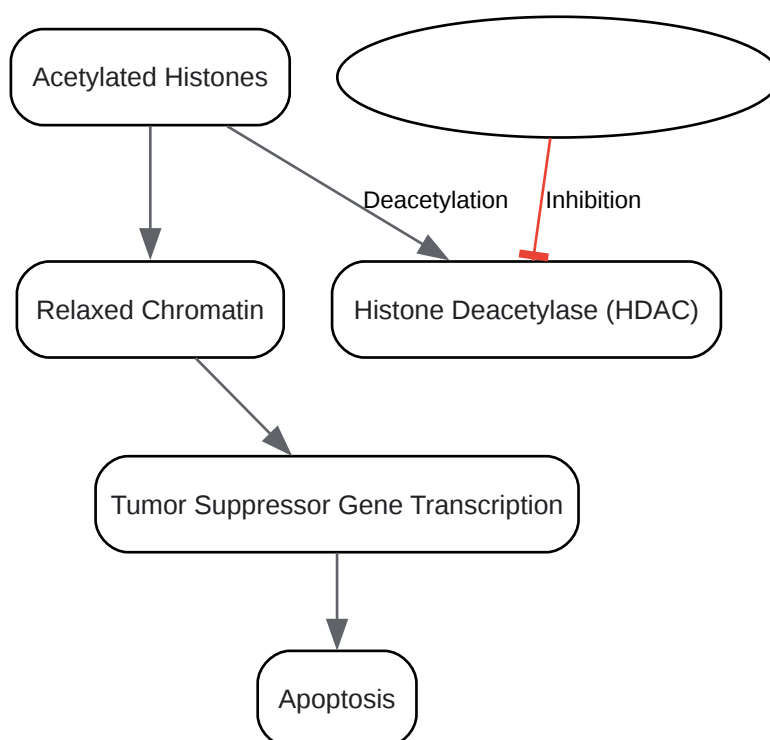 Acetylated Histones
Deacetylation
Inhibition
Relaxed Chromatin
Histone Deacetylase (HDAC)
Tumor Suppressor Gene Transcription
Apoptosis